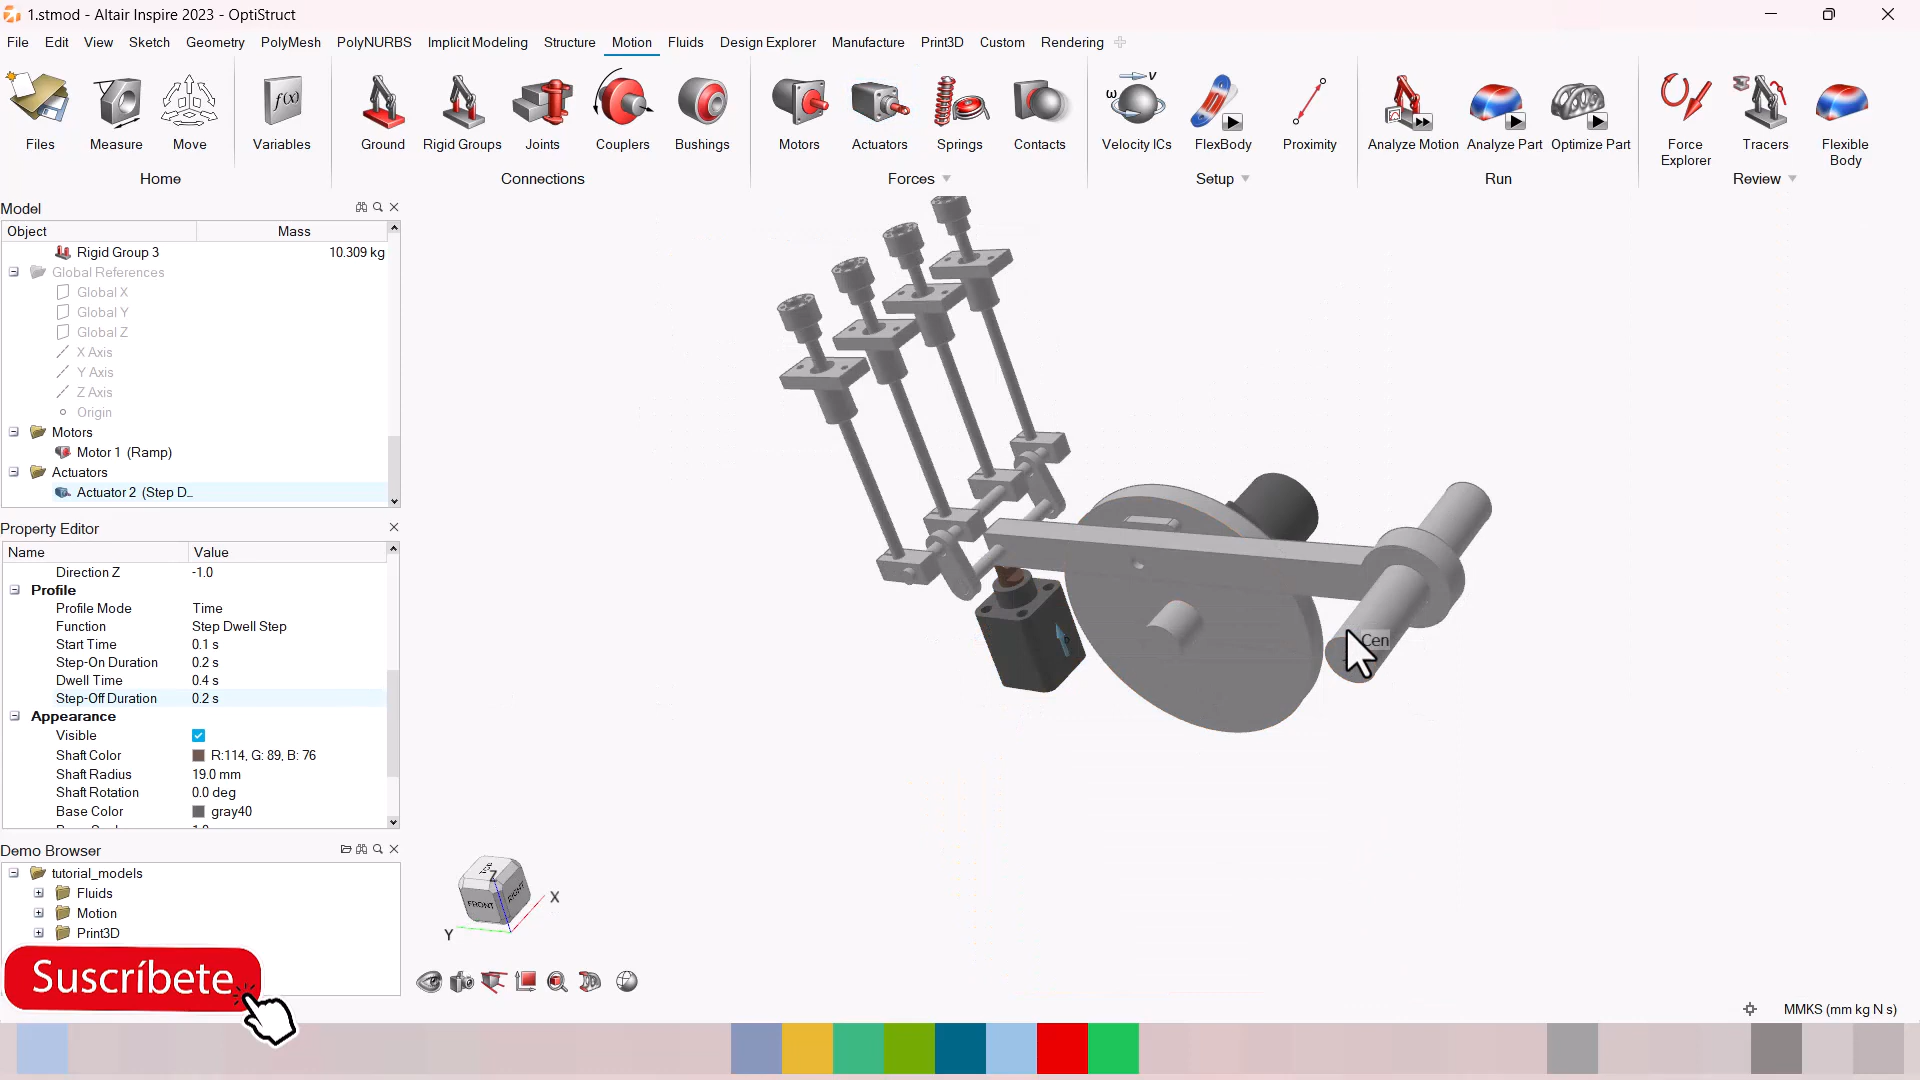 1.stmod - Altair Inspire 2023 - OptiStruct
File Edit View Sketch Geometry PolyMesh PolyNURBS Implicit Modeling Structure Motion Fluids Design Explorer Manufacture Print3D Custom Rendering
f(x) v ω
Files Measure Move Variables Ground Rigid Groups Joints Couplers Bushings Motors Actuators Springs Contacts Velocity ICs FlexBody Proximity Analyze Motion Analyze Part Optimize Part Force Explorer Tracers Flexible Body
Home Connections Forces Setup Run Review
Model
Object Mass
Rigid Group 3 10.309 kg
Global References
Global X
Global Y
Global Z
X Axis
Y Axis
Z Axis
Origin
Motors
Motor 1 (Ramp)
Actuators
Actuator 2 (Step D...
Property Editor
Name Value
Direction Z -1.0
Profile
Profile Mode Time
Function Step Dwell Step
Start Time 0.1 s
Step-On Duration 0.2 s
Dwell Time 0.4 s
Step-Off Duration 0.2 s
Appearance
Visible
Shaft Color R:114, G: 89, B: 76
Shaft Radius 19.0 mm
Shaft Rotation 0.0 deg
Base Color gray40
Cen
Demo Browser
tutorial_models
Fluids
Motion
Print3D
Suscríbete
Z
FRONT RIGHT
X
Y
MMKS (mm kg N s)